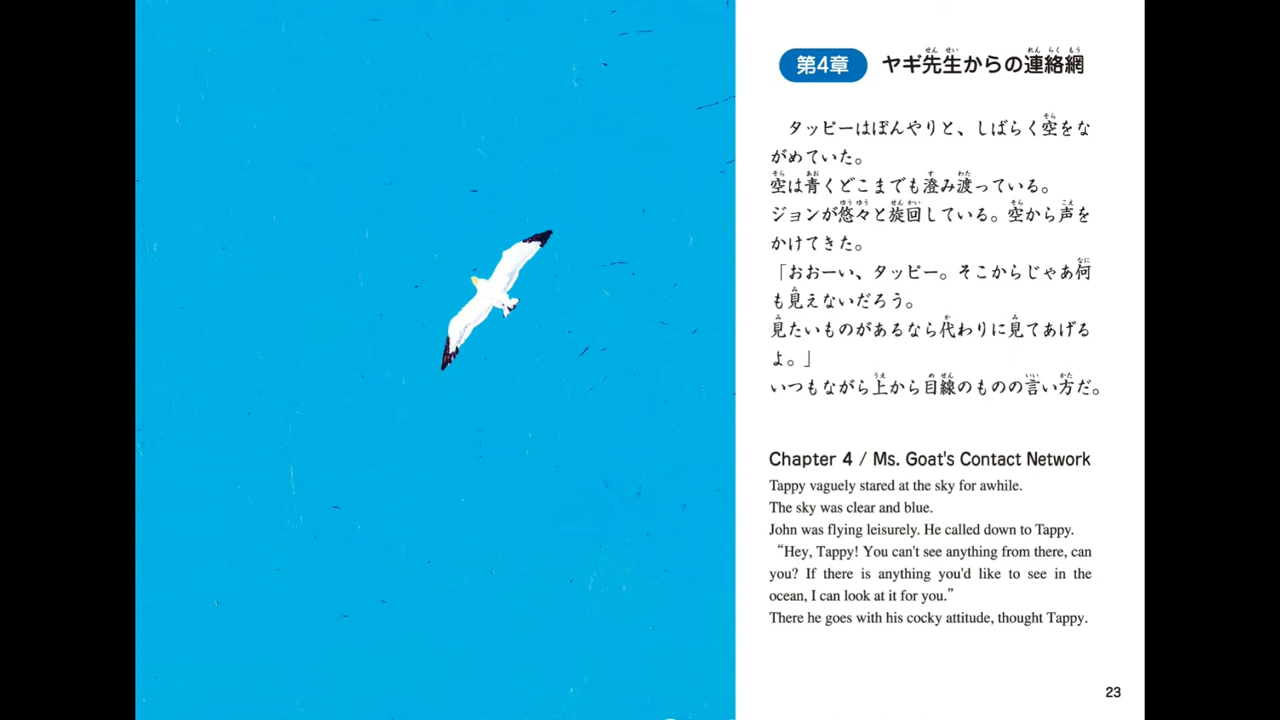 第4章 ヤギ先生からの連絡網
タッピーはぼんやりと、しばらく空をな
がめていた。
空は青くどこまでも澄み渡っている。
ジョンが悠々と旋回している。空から声を
かけてきた。
「おおーい、タッピー。そこからじゃあ何
も見えないだろう。
見たいものがあるなら代わりに見てあげる
よ。」
いつもながら上から目線のものの言い方だ。
Chapter 4 / Ms. Goat's Contact Network
Tappy vaguely stared at the sky for awhile.
The sky was clear and blue.
John was flying leisurely. He called down to Tappy.
“Hey, Tappy! You can't see anything from there, can
you? If there is anything you'd like to see in the
ocean, I can look at it for you.”
There he goes with his cocky attitude, thought Tappy.
23